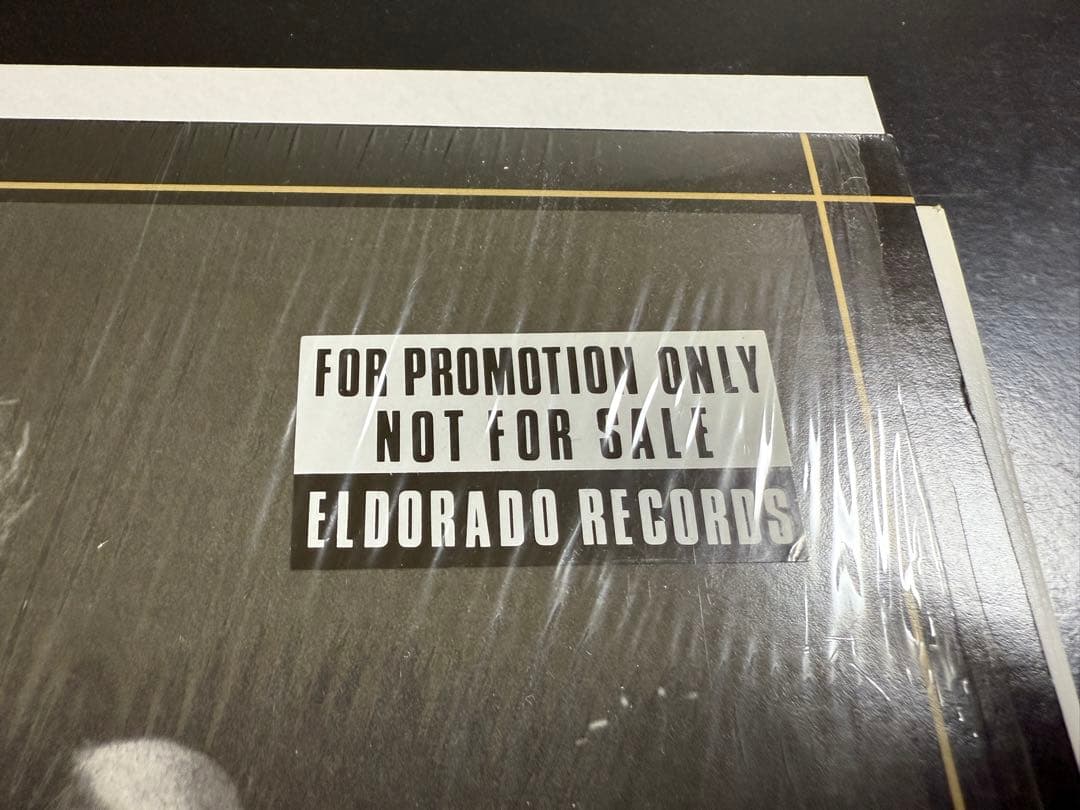 FOR PROMOTION ONLY
NOT FOR SALE
ELDORADO RECORDS